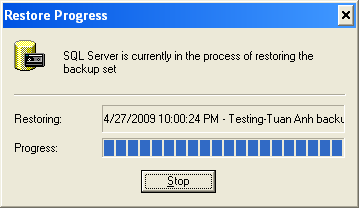 Restore Progress
SQL Server is currently in the process of restoring the
backup set
Restoring:
4/27/2009 10:00:24 PM - Testing-Tuan Anh backu
Progress:
Stop